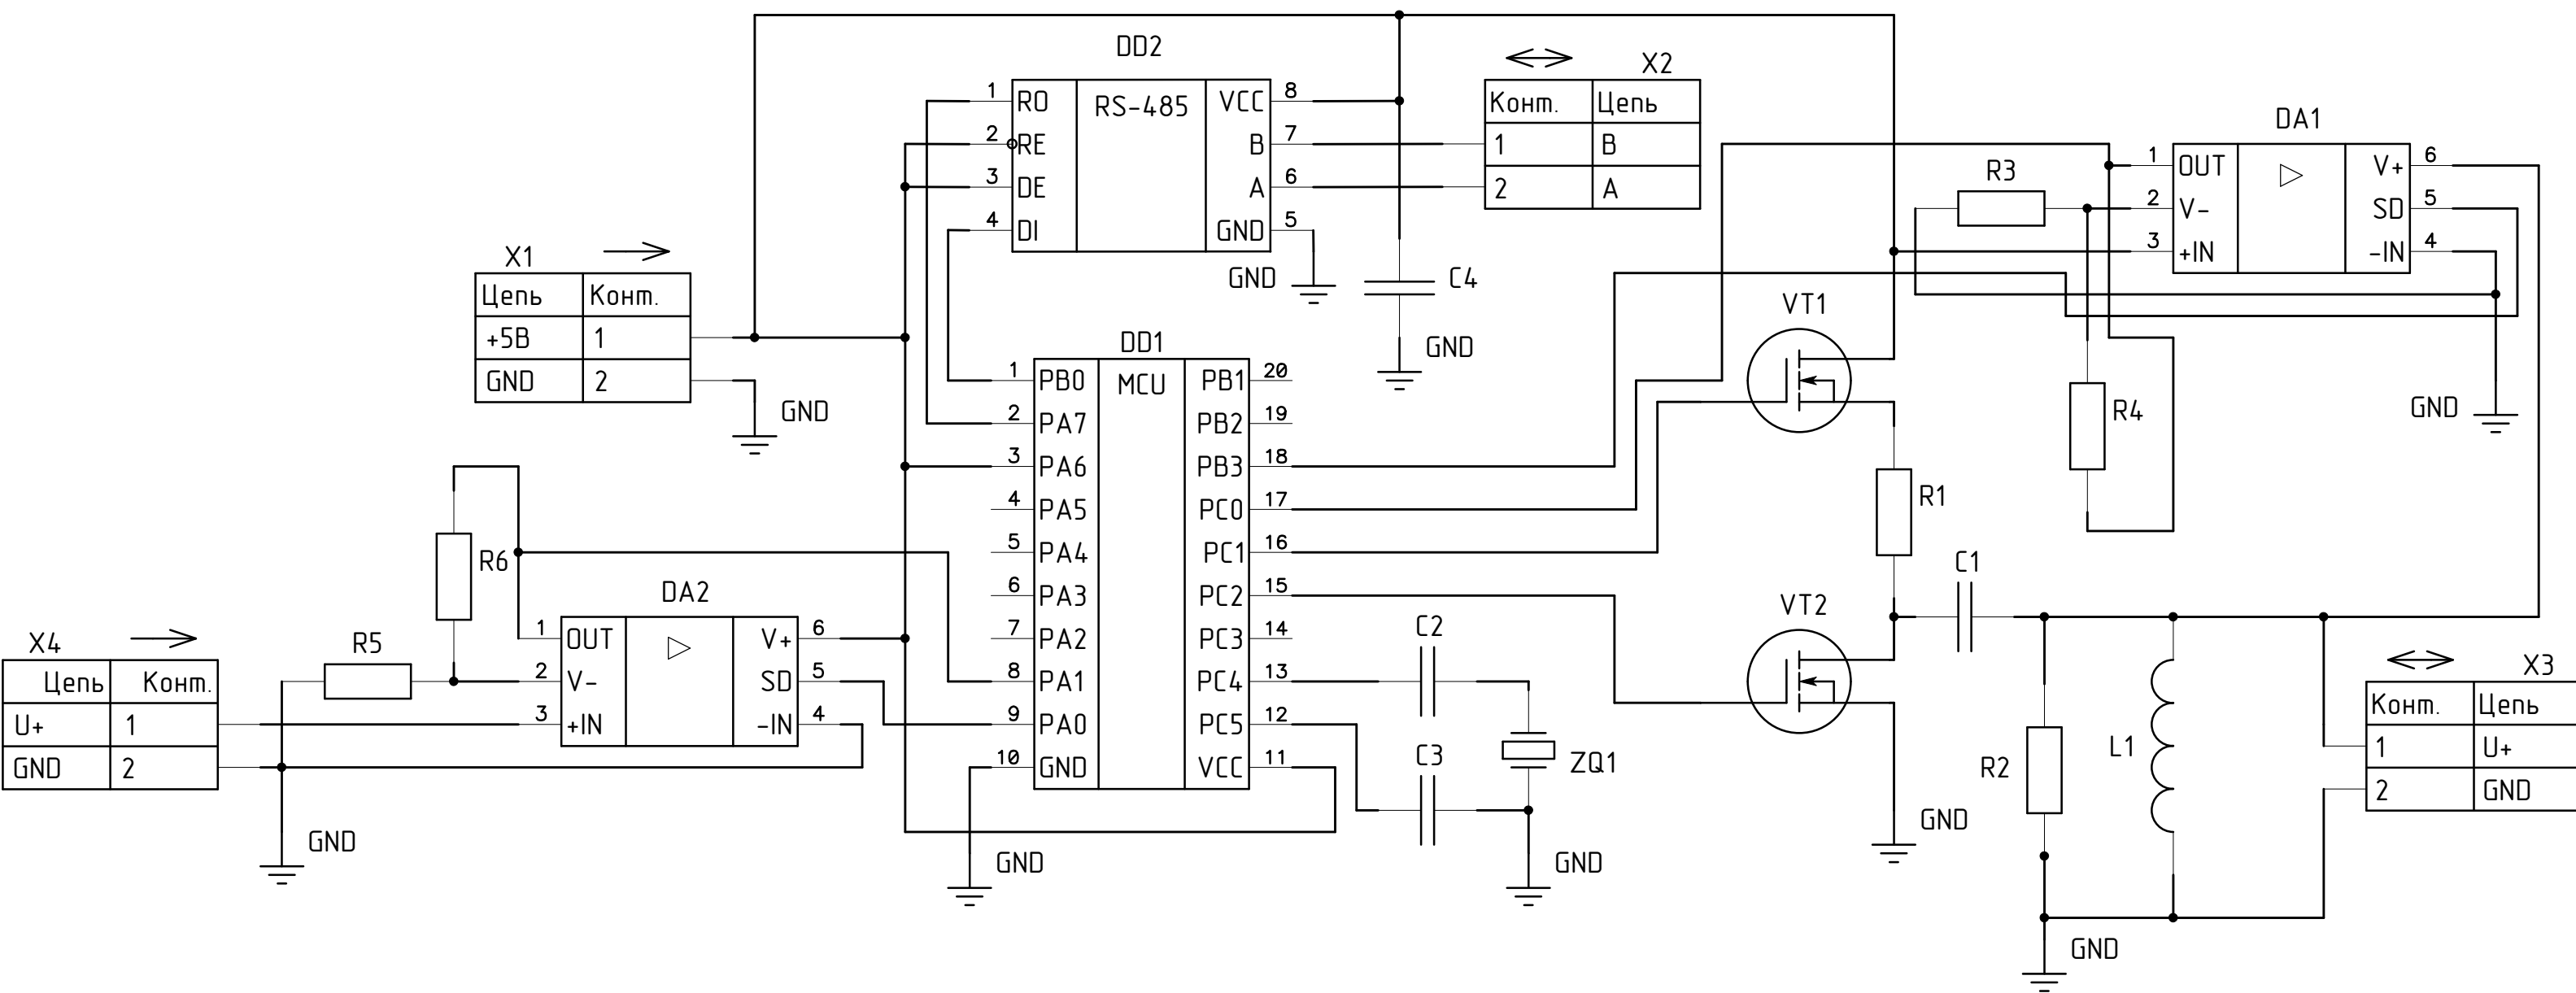 DD2
1 RO RS-485 VCC 8
2 RE B 7
3 DE A 6
4 DI GND 5
GND
X2
Конт. Цепь
1 B
2 A
C4
GND
X1
Цепь Конт.
+5В 1
GND 2
GND
DD1
1 PB0 MCU PB1 20
2 PA7 PB2 19
3 PA6 PB3 18
4 PA5 PC0 17
5 PA4 PC1 16
6 PA3 PC2 15
7 PA2 PC3 14
8 PA1 PC4 13
9 PA0 PC5 12
10 GND VCC 11
GND
DA1
1 OUT V+ 6
2 V- SD 5
3 +IN -IN 4
R3
R4
GND
VT1
R1
C1
VT2
GND
C2
C3
ZQ1
GND
R2
L1
GND
X3
Конт. Цепь
1 U+
2 GND
R6
DA2
1 OUT V+ 6
2 V- SD 5
3 +IN -IN 4
R5
X4
Цепь Конт.
U+ 1
GND 2
GND